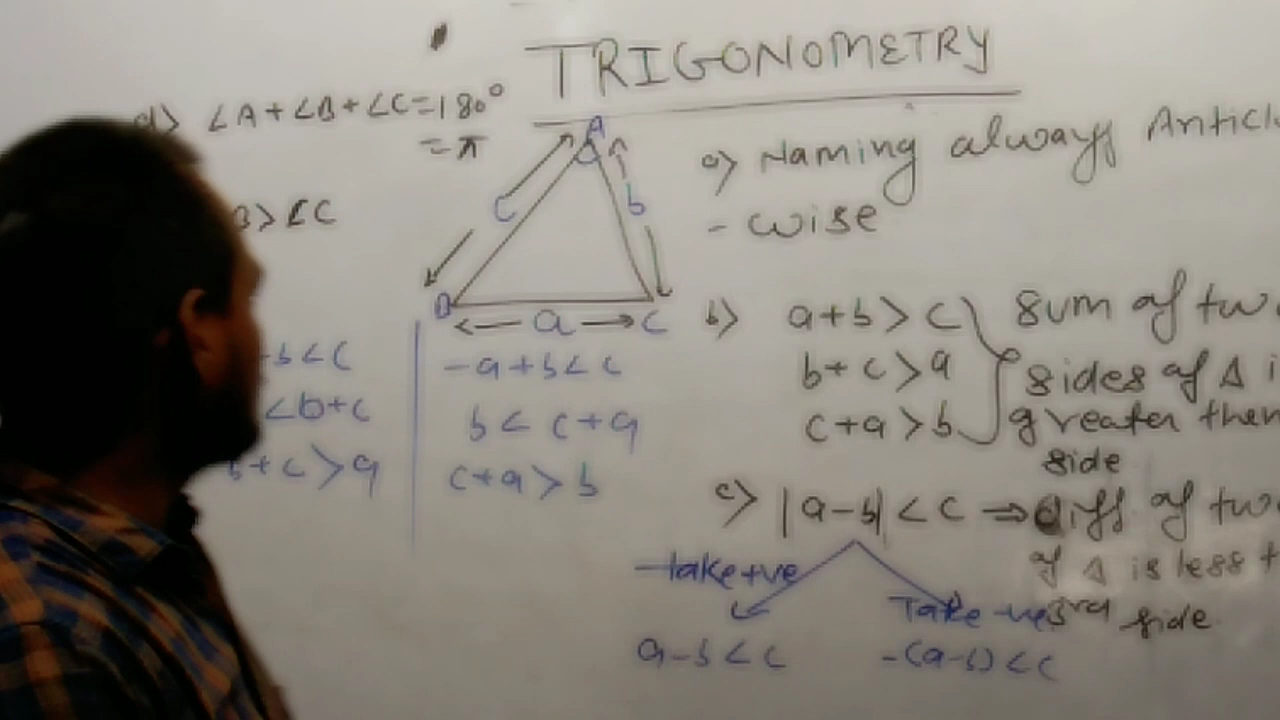 TRIGONOMETRY
d> ∠A+∠B+∠C=180°
=π
B>∠C
A
C
b
B
← a → C
a> Naming always Anticl
- wise
b> a+b>c sum of tw
b+c>a sides of Δ i
c+a>b greater then
side
-b<c
<b+c
b+c>a
-a+b<c
b< c+a
c+a>b
c> |a-b|<c ⇒ diff of tw
of Δ is less t
3rd side
take+ve
Take -ve
a-b<c
-(a-b)<c